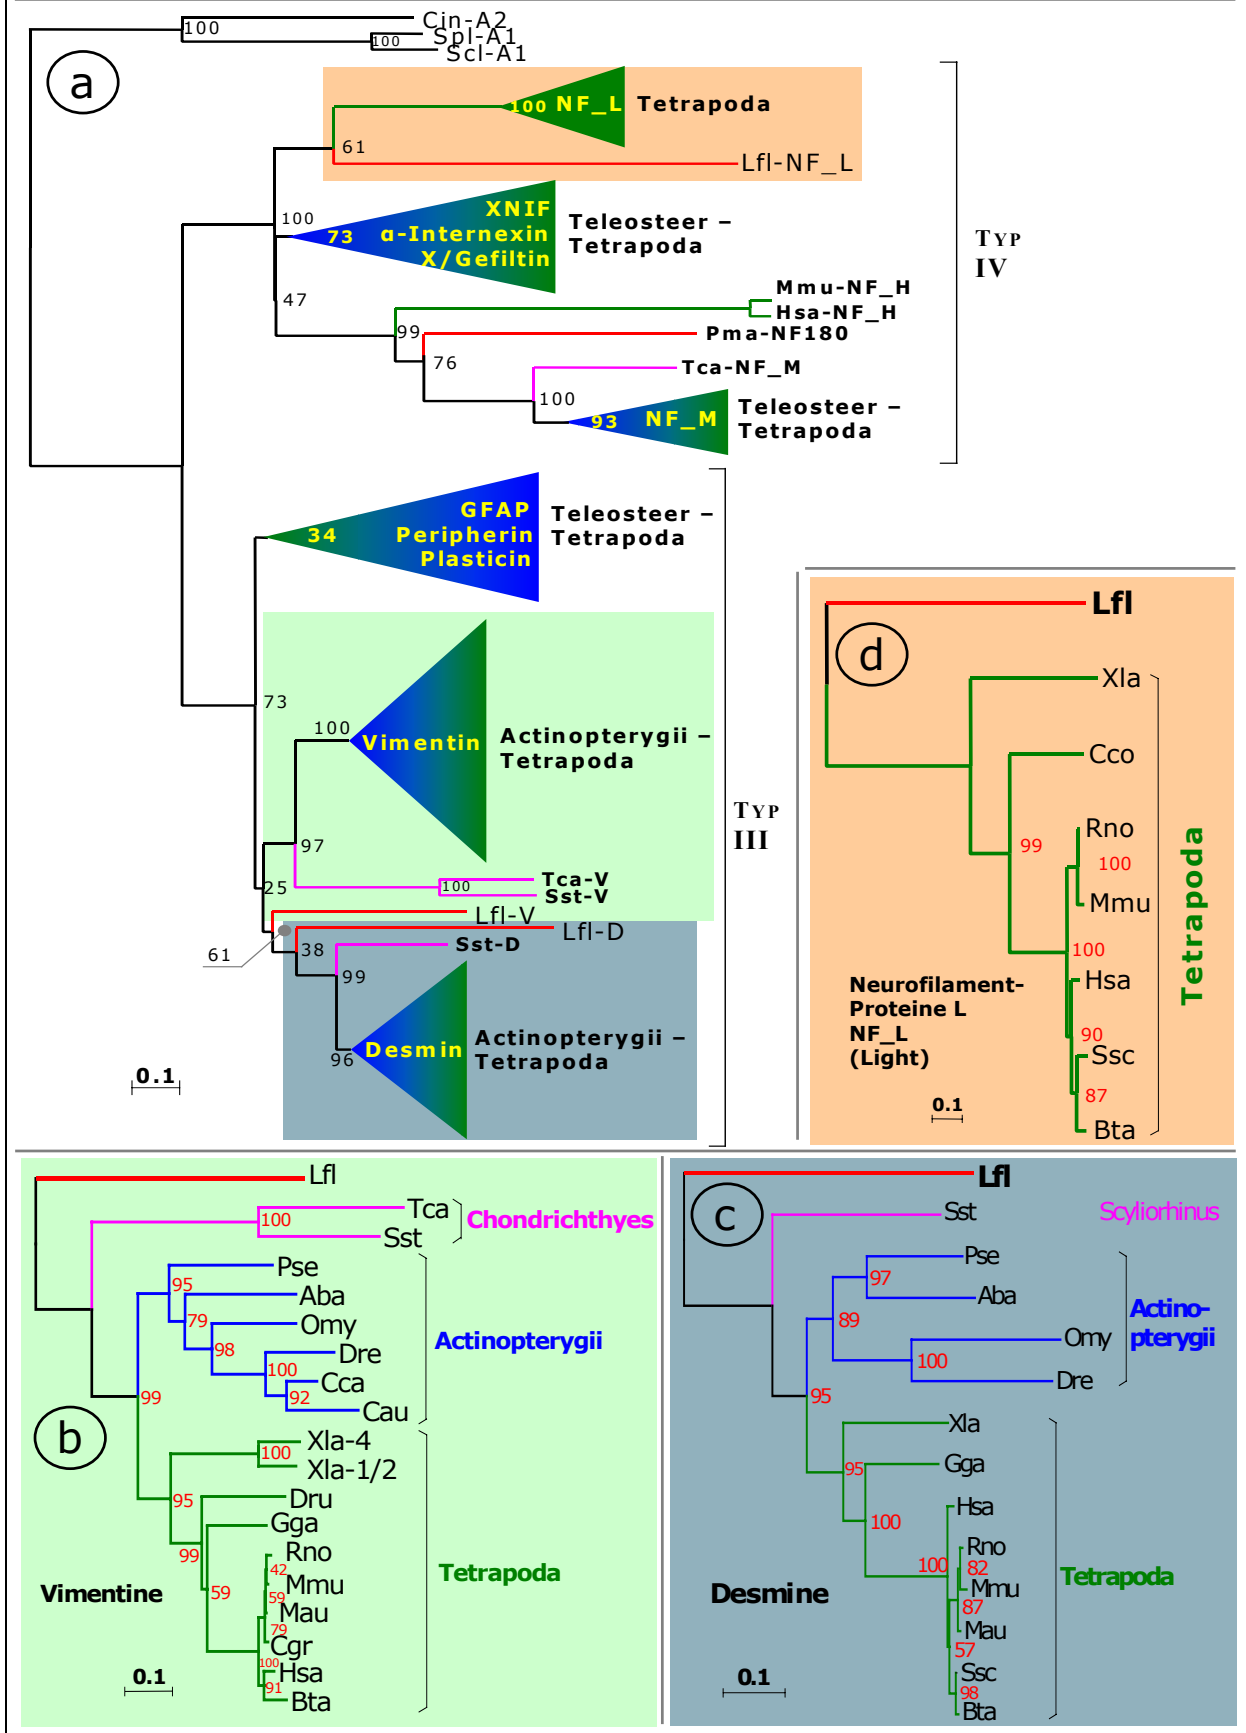 Cin-A2
100
Spl-A1
100
Scl-A1
a
100 NF_L
Tetrapoda
61
Lfl-NF_L
100
XNIF
73 α-Internexin
X/Gefiltin
Teleosteer –
Tetrapoda
TYP
IV
47
Mmu-NF_H
Hsa-NF_H
99
Pma-NF180
76
Tca-NF_M
100
93 NF_M
Teleosteer –
Tetrapoda
GFAP
34 Peripherin
Plasticin
Teleosteer –
Tetrapoda
73
100
Vimentin
Actinopterygii –
Tetrapoda
TYP
III
97
Tca-V
100
Sst-V
25
Lfl-V
Lfl-D
61
38
Sst-D
99
Desmin
96
Actinopterygii –
Tetrapoda
0.1
Lfl
d
Xla
Cco
Rno
99
100
Mmu
100
Hsa
90
Ssc
87
Bta
Tetrapoda
Neurofilament-
Proteine L
NF_L
(Light)
0.1
Lfl
Tca
100
Sst
Chondrichthyes
Pse
95
Aba
79
Omy
98
Dre
100
Cca
92
Cau
Actinopterygii
99
b
Xla-4
100
Xla-1/2
95
Dru
Gga
99
Rno
42
59
Mmu
59
Mau
79
Cgr
100
Hsa
91
Bta
Tetrapoda
Vimentine
0.1
Lfl
c
Sst
Scyliorhinus
Pse
97
Aba
89
Omy
100
Dre
Actino-
pterygii
95
Xla
95
Gga
100
Hsa
Rno
100
82
Mmu
87
Mau
57
Ssc
98
Bta
Tetrapoda
Desmine
0.1